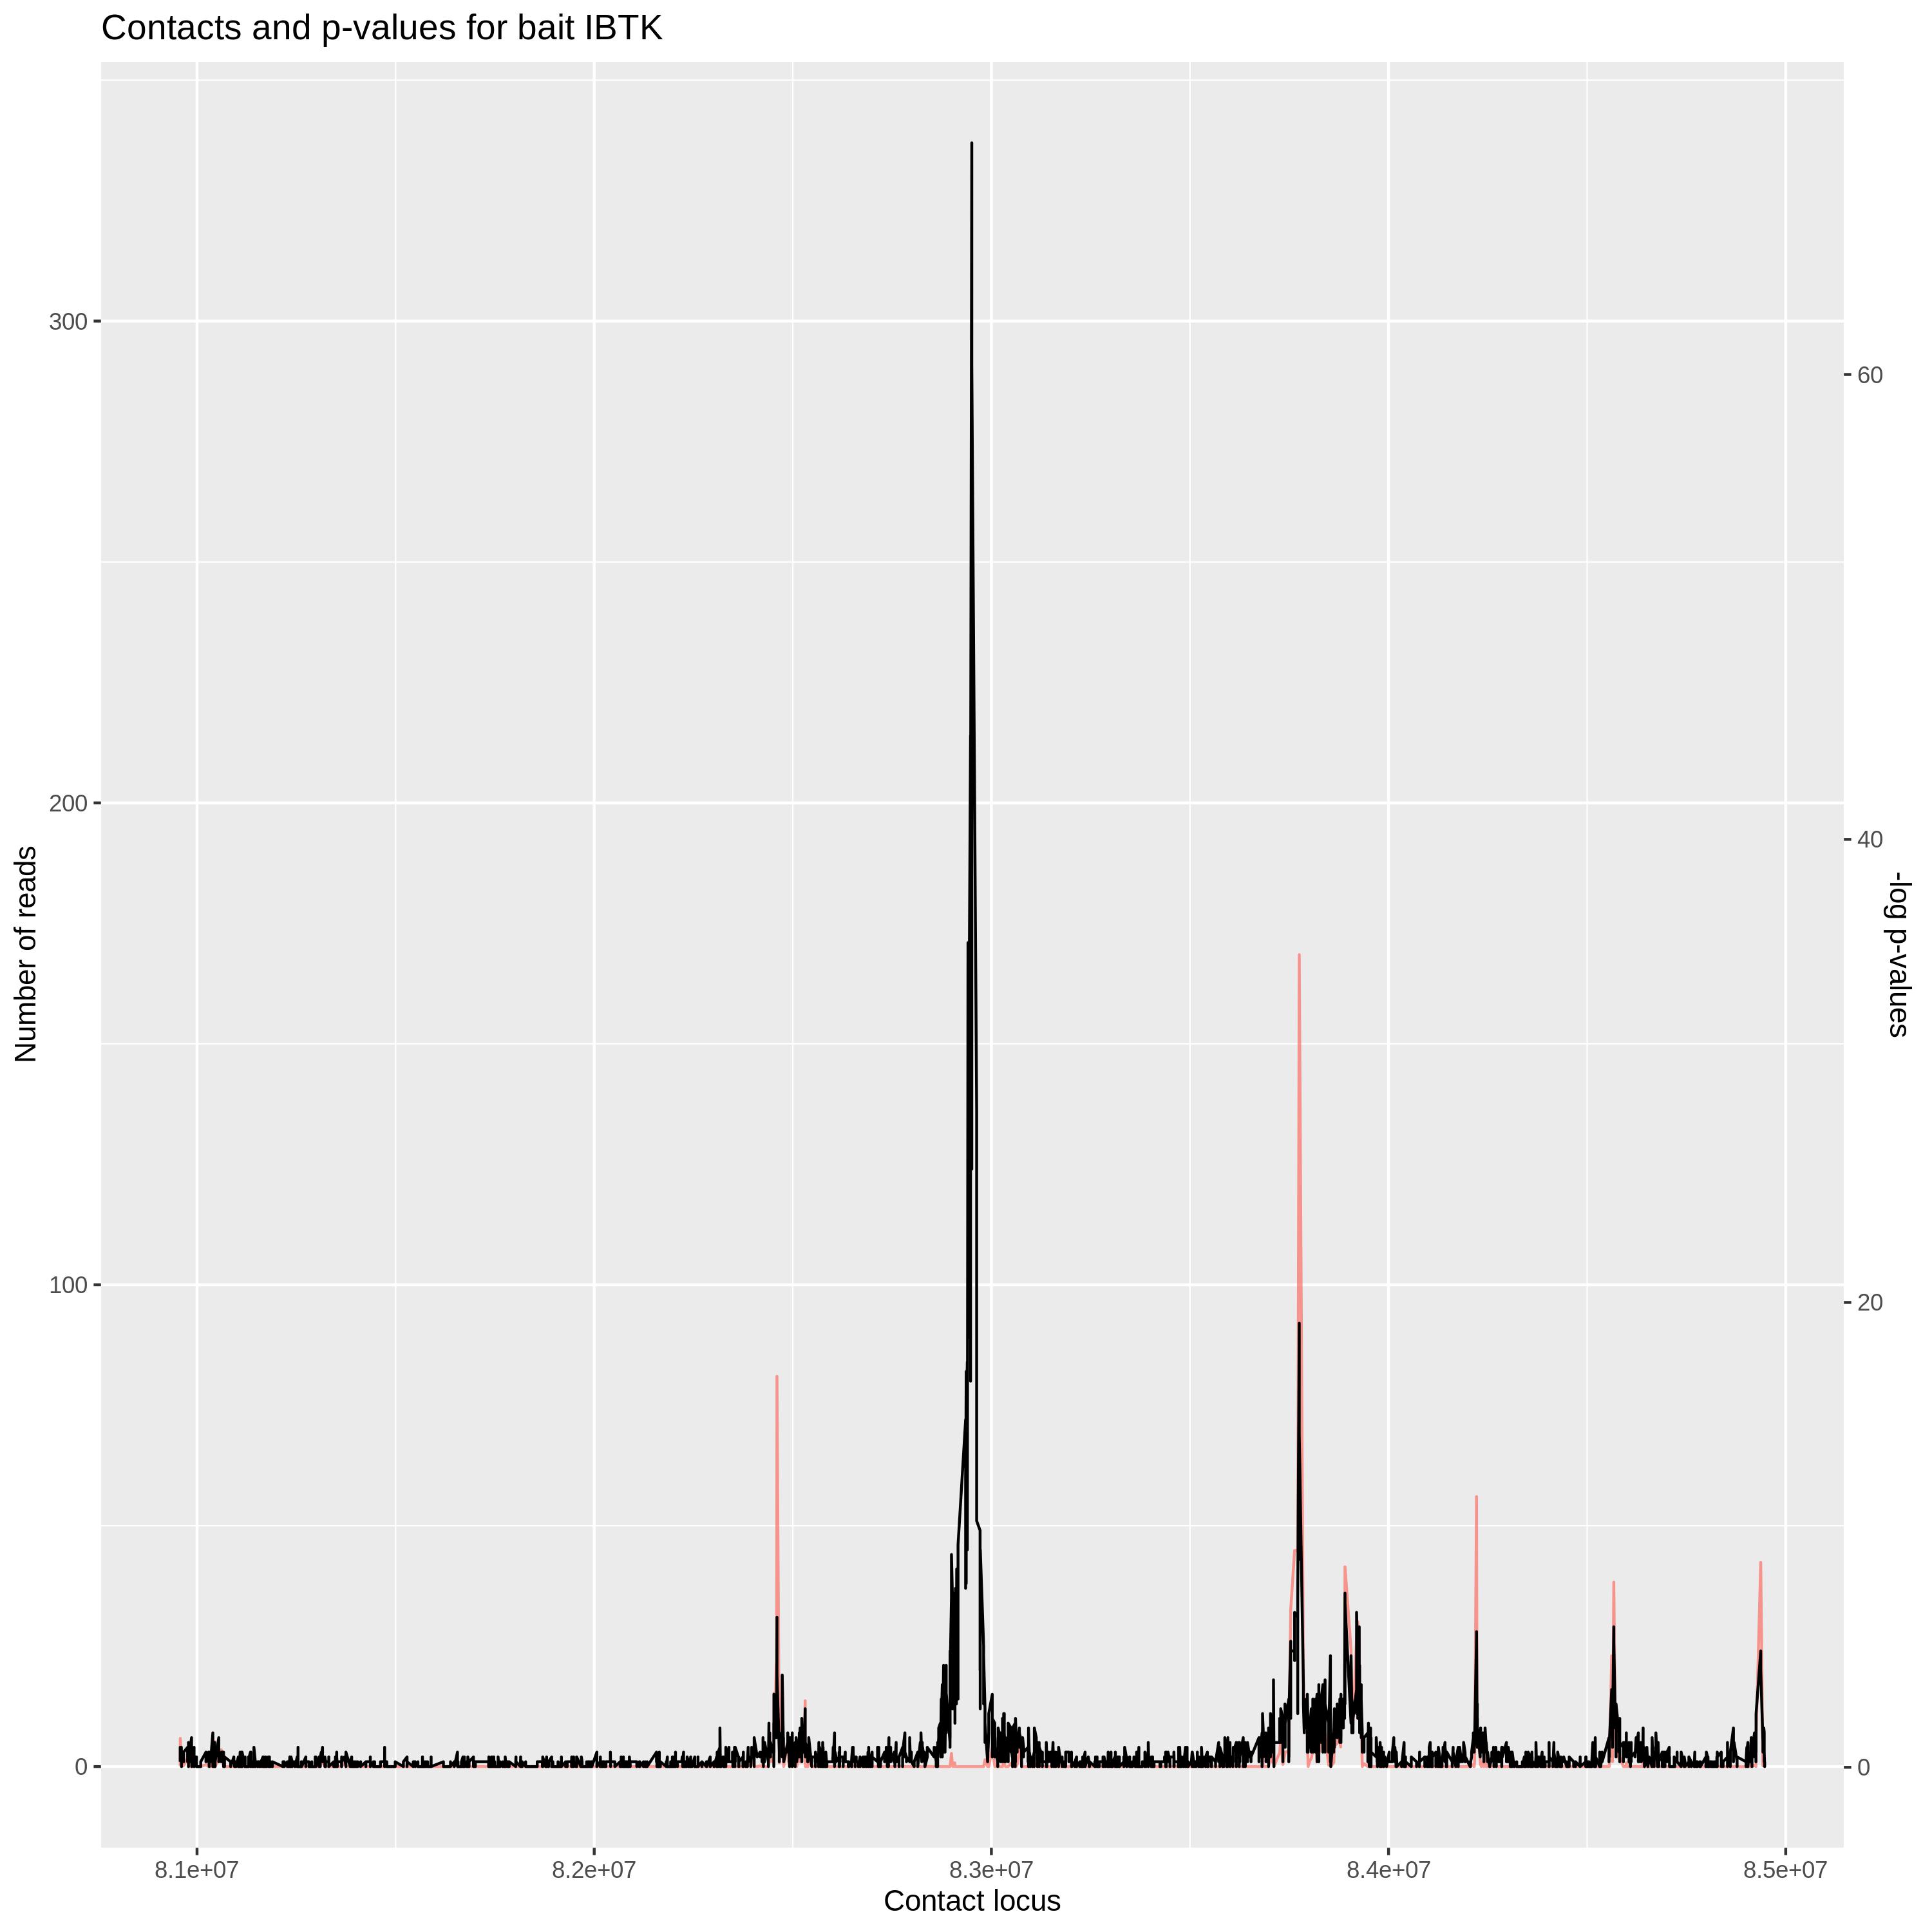 Contacts and p-values for bait IBTK
Number of reads
300
200
100
0
60
40
20
0
-log p-values
8.1e+07
8.2e+07
8.3e+07
8.4e+07
8.5e+07
Contact locus